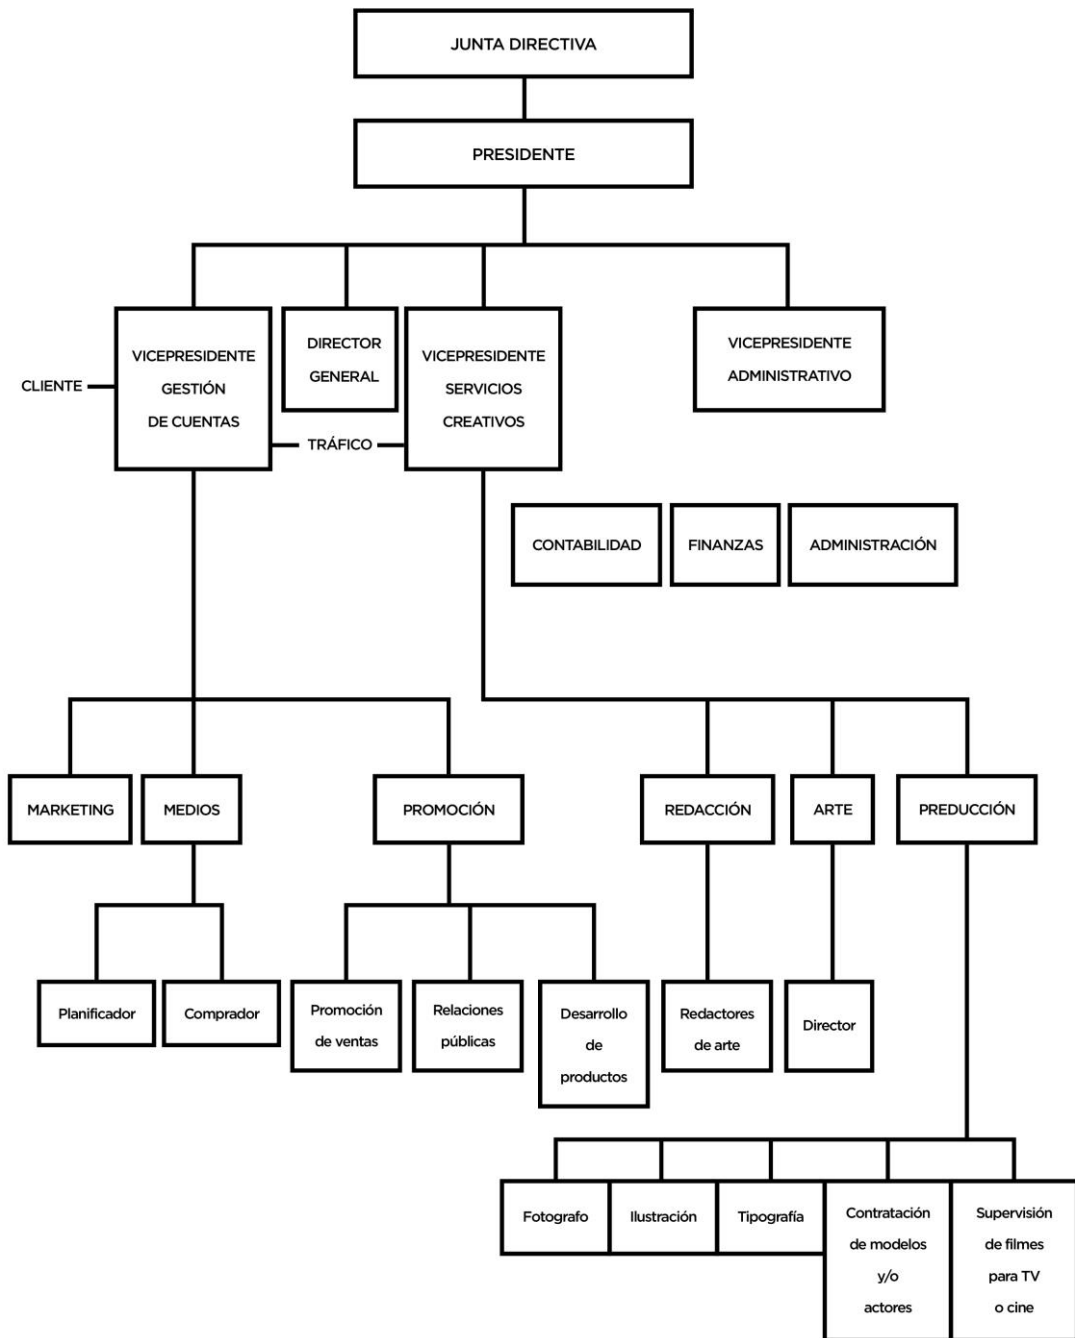 JUNTA DIRECTIVA
PRESIDENTE
VICEPRESIDENTE
GESTIÓN
DE CUENTAS
DIRECTOR
GENERAL
VICEPRESIDENTE
SERVICIOS
CREATIVOS
VICEPRESIDENTE
ADMINISTRATIVO
CLIENTE
TRÁFICO
CONTABILIDAD
FINANZAS
ADMINISTRACIÓN
MARKETING
MEDIOS
PROMOCIÓN
REDACCIÓN
ARTE
PREDUCCIÓN
Planificador
Comprador
Promoción
de ventas
Relaciones
públicas
Desarrollo
de
productos
Redactores
de arte
Director
Fotografo
Ilustración
Tipografía
Contratación
de modelos
y/o
actores
Supervisión
de filmes
para TV
o cine